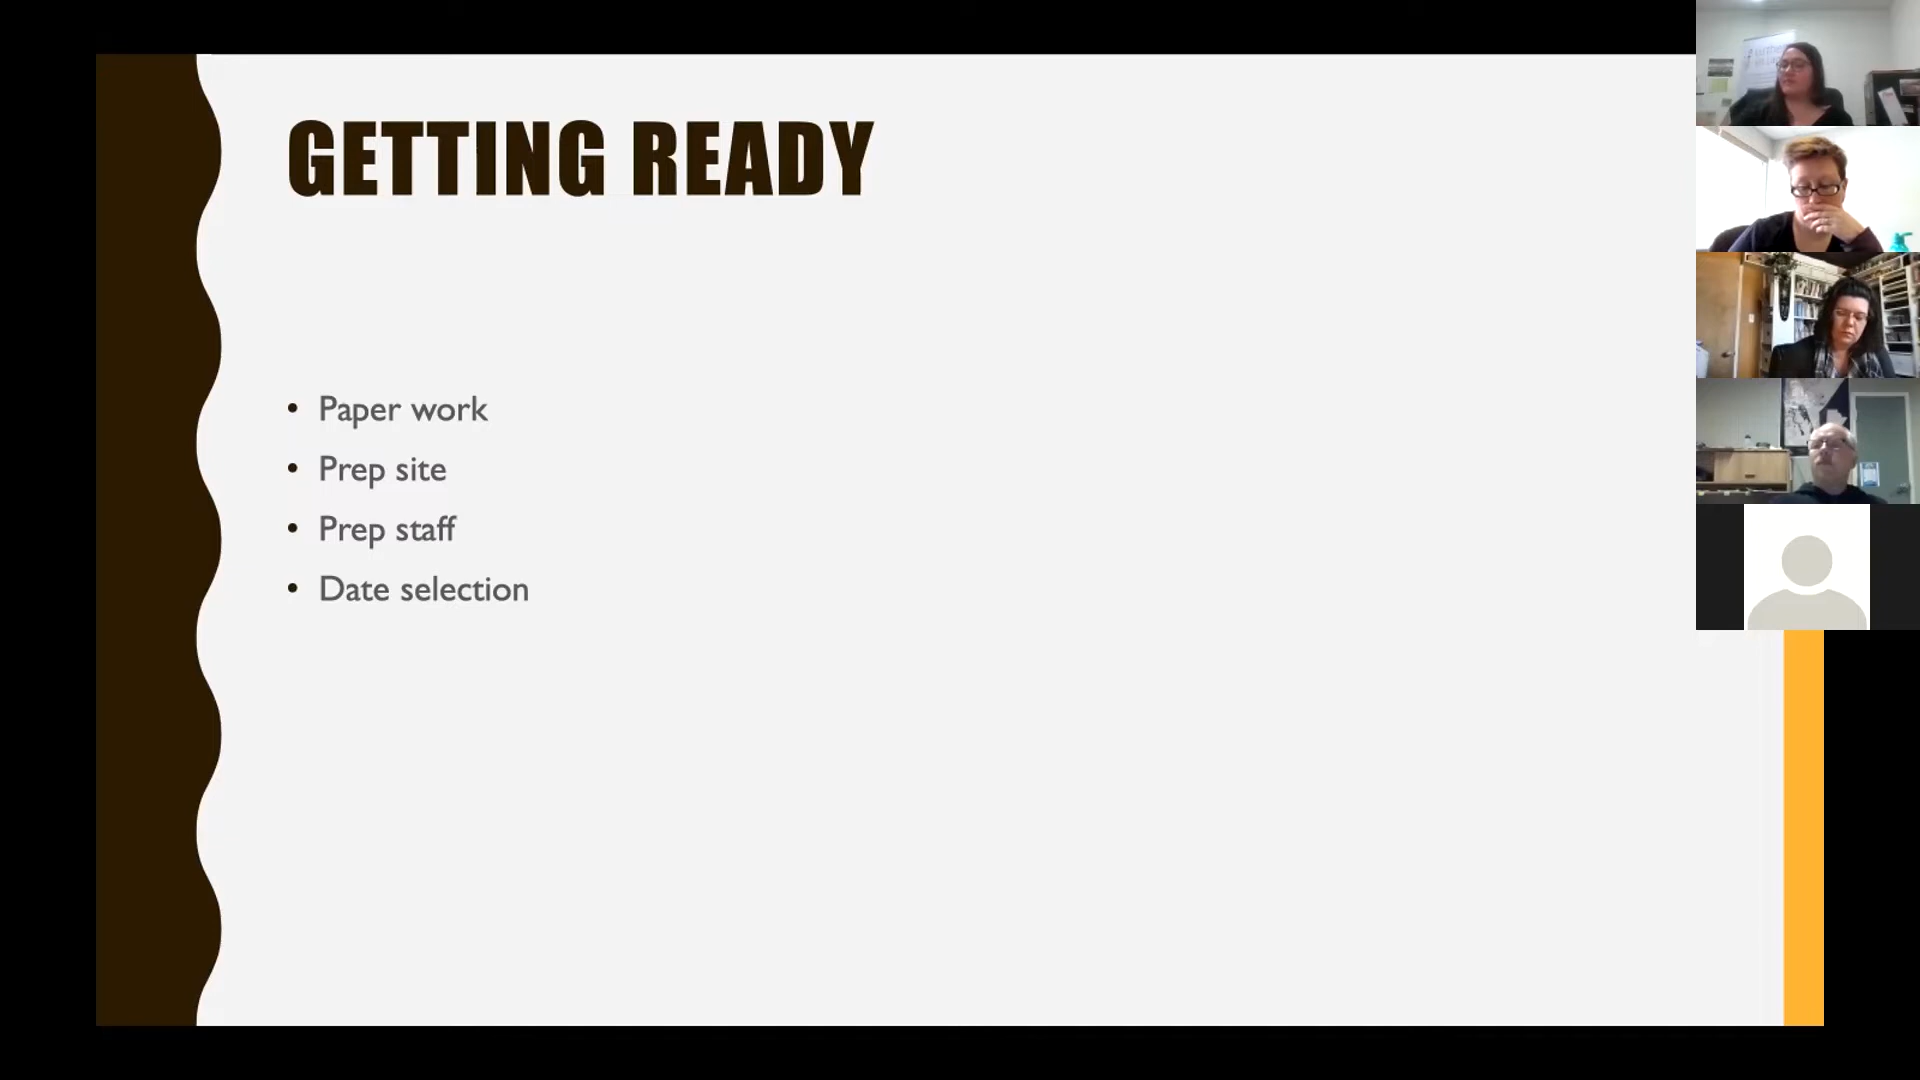 GETTING READY
• Paper work
• Prep site
• Prep staff
• Date selection